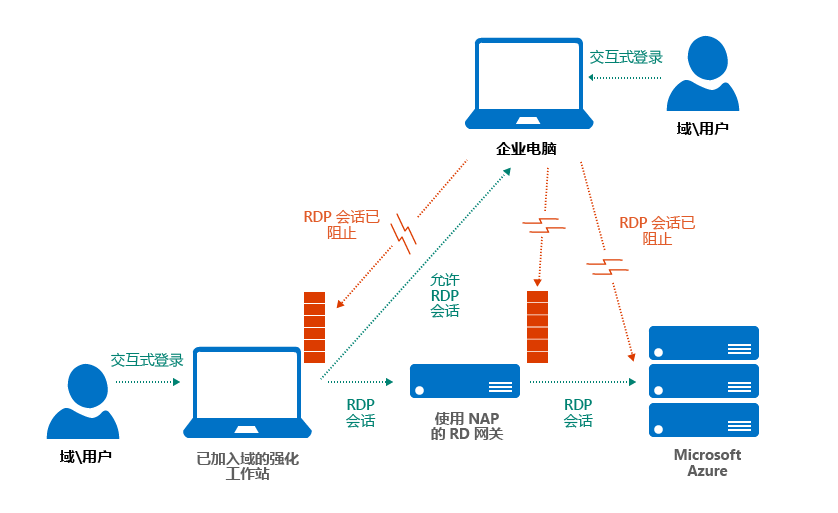 交互式登录
域\用户
企业电脑
RDP 会话已
阻止
RDP 会话已
阻止
允许
RDP
会话
交互式登录
域\用户
已加入域的强化
工作站
RDP
会话
使用 NAP
的 RD 网关
RDP
会话
Microsoft
Azure